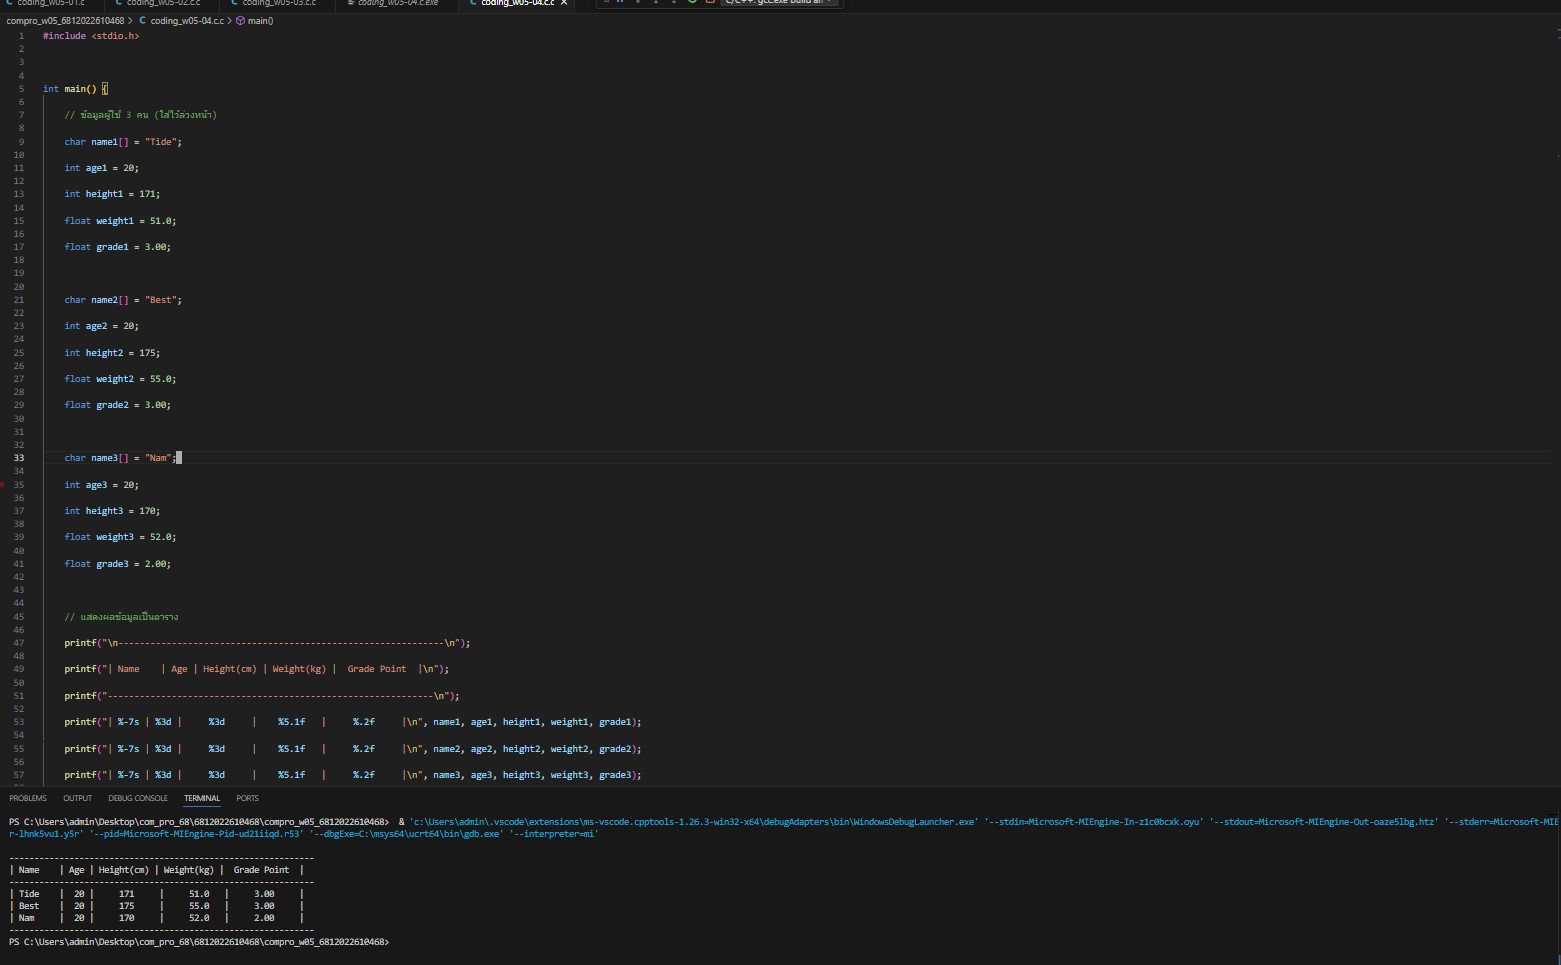 coding_w05-01.c coding_w05-02.c.c coding_w05-03.c.c coding_w05-04.c.exe coding_w05-04.c.c
compro_w05_6812022610468 > C coding_w05-04.c.c > main()
1 #include <stdio.h>
2
3
4
5 int main() {
6
7 // ข้อมูลผู้ใช้ 3 คน (ใส่ไว้ล่วงหน้า)
8
9 char name1[] = "Tide";
10
11 int age1 = 20;
12
13 int height1 = 171;
14
15 float weight1 = 51.0;
16
17 float grade1 = 3.00;
18
19
20
21 char name2[] = "Best";
22
23 int age2 = 20;
24
25 int height2 = 175;
26
27 float weight2 = 55.0;
28
29 float grade2 = 3.00;
30
31
32
33 char name3[] = "Nam";
34
35 int age3 = 20;
36
37 int height3 = 170;
38
39 float weight3 = 52.0;
40
41 float grade3 = 2.00;
42
43
44
45 // แสดงผลข้อมูลเป็นตาราง
46
47 printf("\n-------------------------------------------------------------\n");
48
49 printf("| Name    | Age | Height(cm) | Weight(kg) |  Grade Point  |\n");
50
51 printf("-------------------------------------------------------------\n");
52
53 printf("| %-7s | %3d |     %3d     |    %5.1f   |     %.2f     |\n", name1, age1, height1, weight1, grade1);
54
55 printf("| %-7s | %3d |     %3d     |    %5.1f   |     %.2f     |\n", name2, age2, height2, weight2, grade2);
56
57 printf("| %-7s | %3d |     %3d     |    %5.1f   |     %.2f     |\n", name3, age3, height3, weight3, grade3);
PROBLEMS OUTPUT DEBUG CONSOLE TERMINAL PORTS
PS C:\Users\admin\Desktop\com_pro_68\6812022610468\compro_w05_6812022610468>  & 'c:\Users\admin\.vscode\extensions\ms-vscode.cpptools-1.26.3-win32-x64\debugAdapters\bin\WindowsDebugLauncher.exe' '--stdin=Microsoft-MIEngine-In-z1c0bcxk.oyu' '--stdout=Microsoft-MIEngine-Out-oaze5lbg.htz' '--stderr=Microsoft-MIE
r-lhnk5vu1.y5r' '--pid=Microsoft-MIEngine-Pid-ud21iiqd.r53' '--dbgExe=C:\msys64\ucrt64\bin\gdb.exe' '--interpreter=mi'
-------------------------------------------------------------
| Name    | Age | Height(cm) | Weight(kg) |  Grade Point  |
-------------------------------------------------------------
| Tide    |  20 |     171     |     51.0   |     3.00     |
| Best    |  20 |     175     |     55.0   |     3.00     |
| Nam     |  20 |     170     |     52.0   |     2.00     |
-------------------------------------------------------------
PS C:\Users\admin\Desktop\com_pro_68\6812022610468\compro_w05_6812022610468>